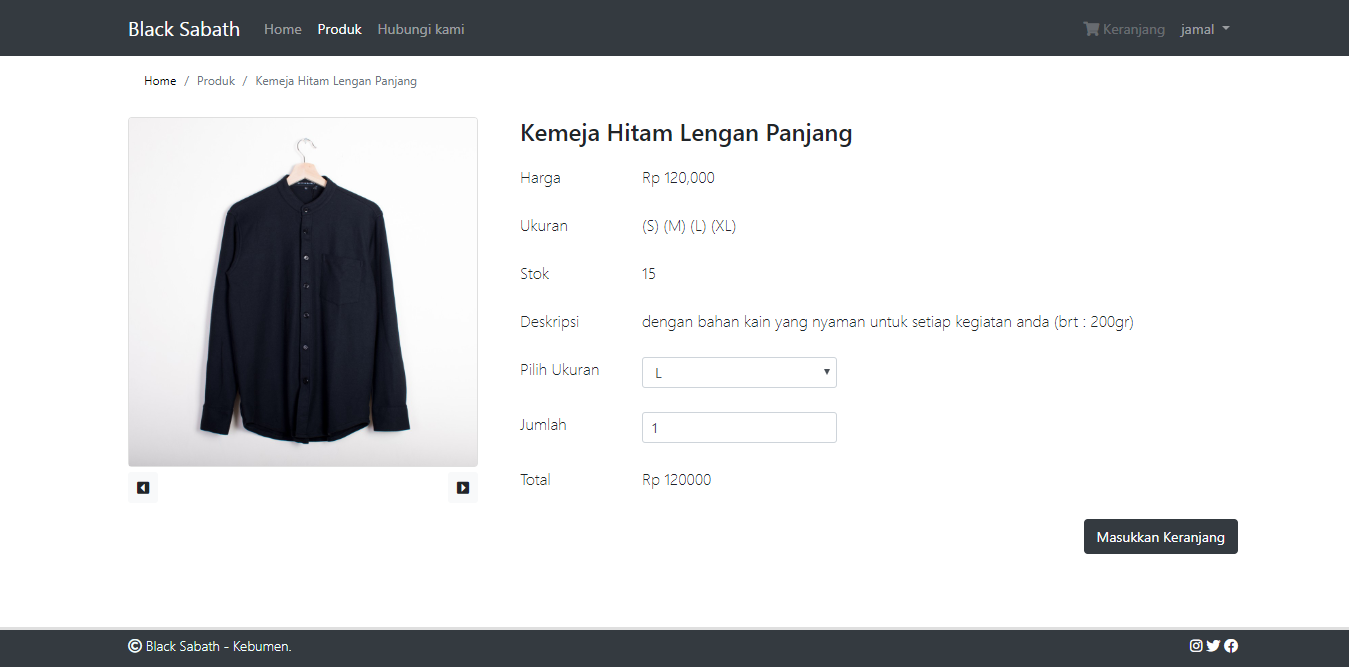 Black Sabath Home Produk Hubungi kami Keranjang jamal
Home / Produk / Kemeja Hitam Lengan Panjang
Kemeja Hitam Lengan Panjang
Harga Rp 120,000
Ukuran (S) (M) (L) (XL)
Stok 15
Deskripsi dengan bahan kain yang nyaman untuk setiap kegiatan anda (brt : 200gr)
Pilih Ukuran L
Jumlah 1
Total Rp 120000
Masukkan Keranjang
© Black Sabath - Kebumen.